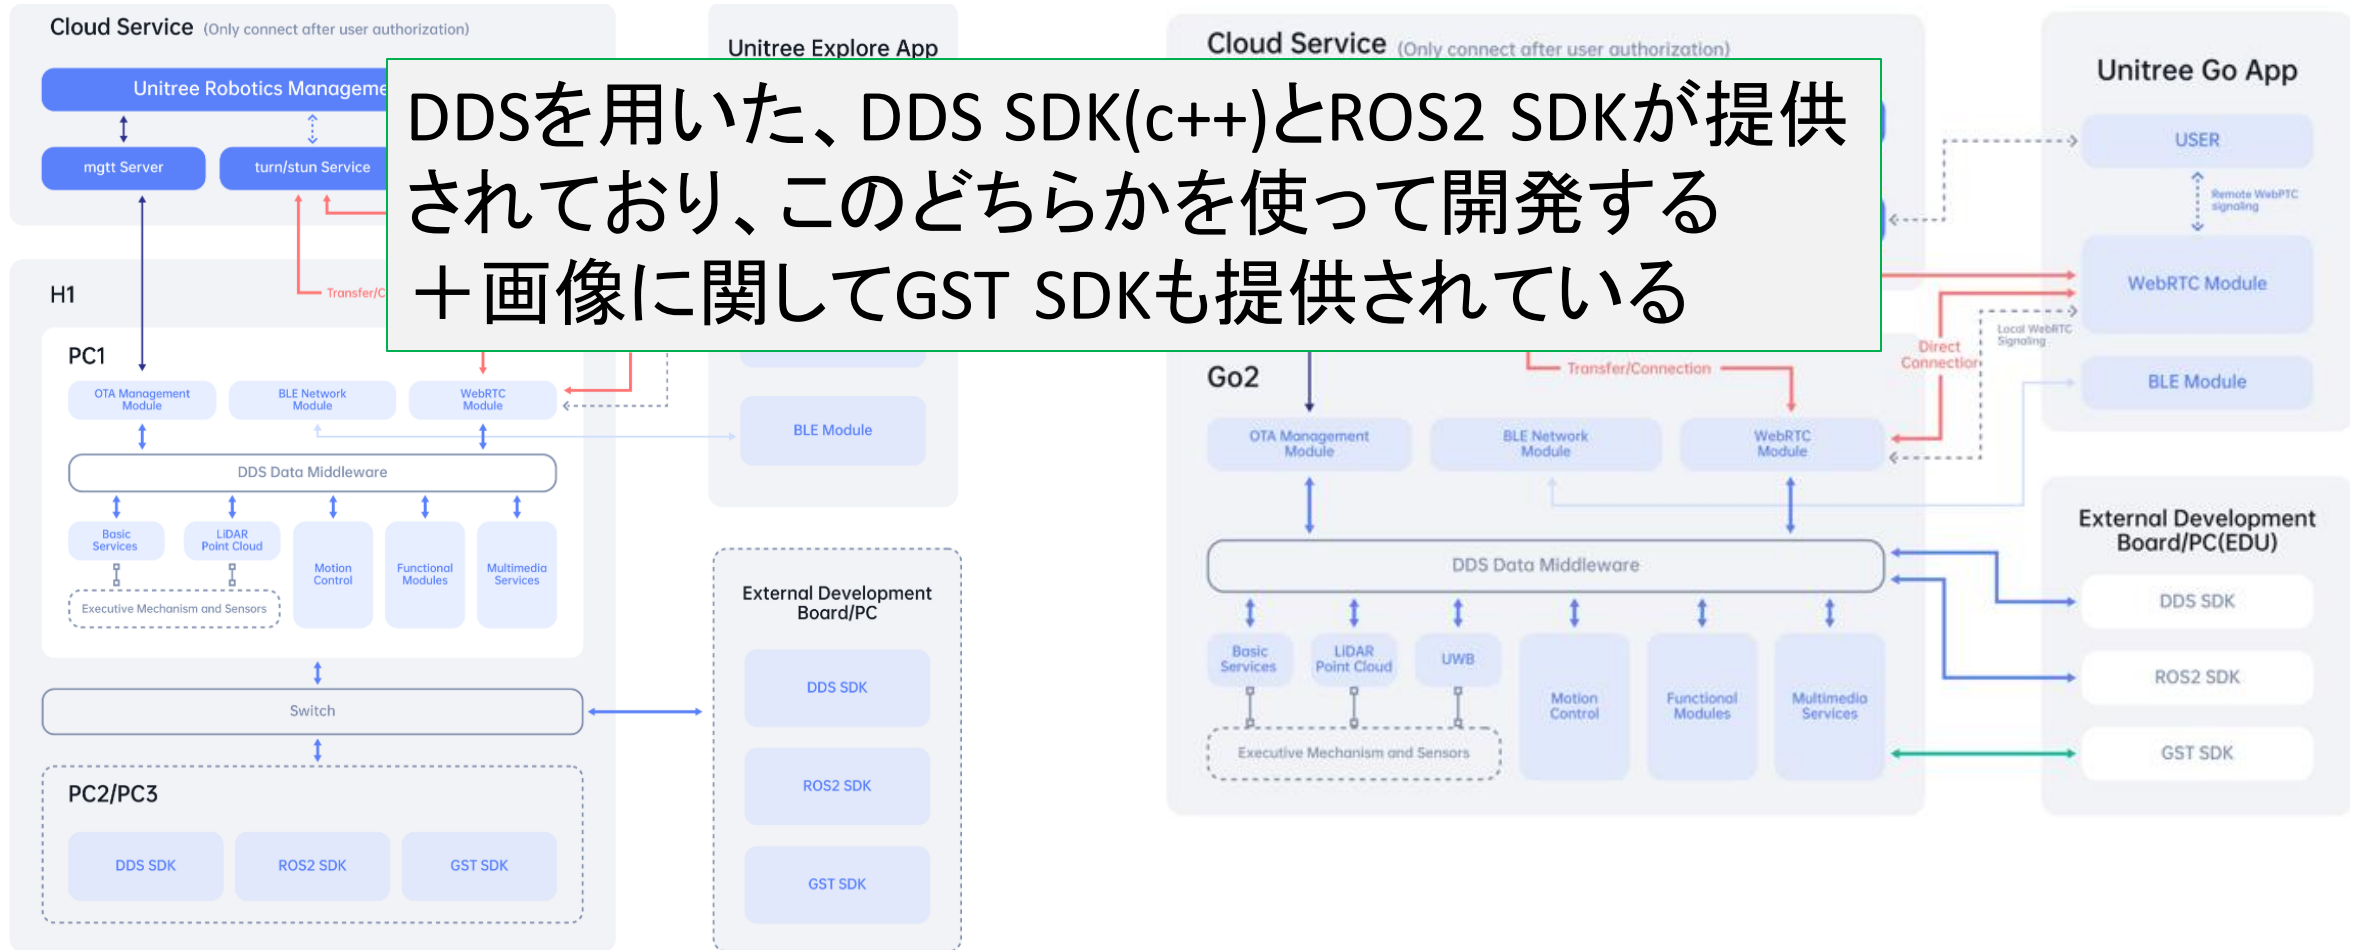 Cloud Service (Only connect after user authorization)
Unitree Robotics
mgtt Server
turn/stun Service
Unitree Explore App
Cloud Service (Only connect after user authorization)
DDSを用いた、DDS SDK(c++)とROS2 SDKが提供
されており、このどちらかを使って開発する
＋画像に関してGST SDKも提供されている
H1
PC1
OTA Management
Module
BLE Network
Module
WebRTC
Module
DDS Data Middleware
Basic
Services
LiDAR
Point Cloud
Motion
Control
Functional
Modules
Multimedia
Services
Executive Mechanism and Sensors
Switch
PC2/PC3
DDS SDK
ROS2 SDK
GST SDK
BLE Module
External Development
Board/PC
DDS SDK
ROS2 SDK
GST SDK
Go2
Transfer/Connection
OTA Management
Module
BLE Network
Module
WebRTC
Module
DDS Data Middleware
Basic
Services
LiDAR
Point Cloud
UWB
Motion
Control
Functional
Modules
Multimedia
Services
Executive Mechanism and Sensors
Unitree Go App
USER
Remote WebPTC
signaling
WebRTC Module
Local WebRTC
Signaling
Direct
Connection
BLE Module
External Development
Board/PC(EDU)
DDS SDK
ROS2 SDK
GST SDK